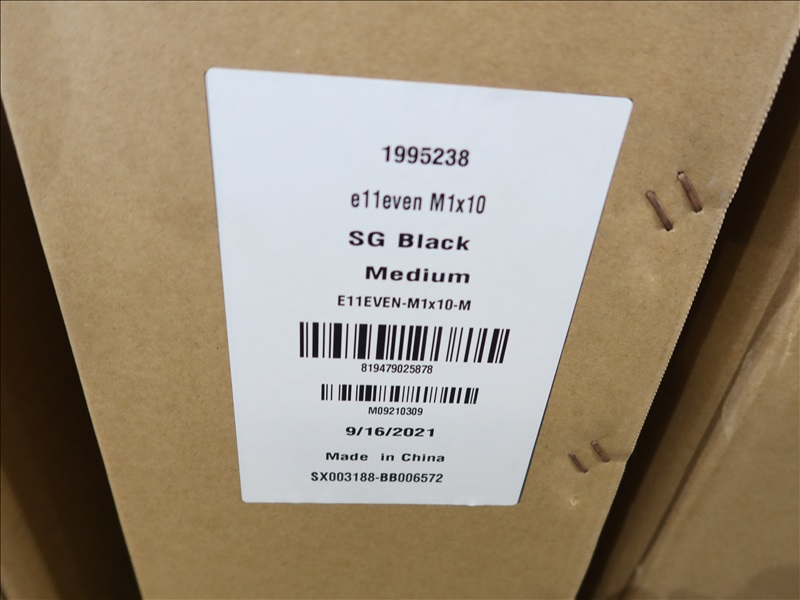 1995238
e11even M1x10
SG Black
Medium
E11EVEN-M1x10-M
819479025878
M09210309
9/16/2021
Made in China
SX003188-BB006572